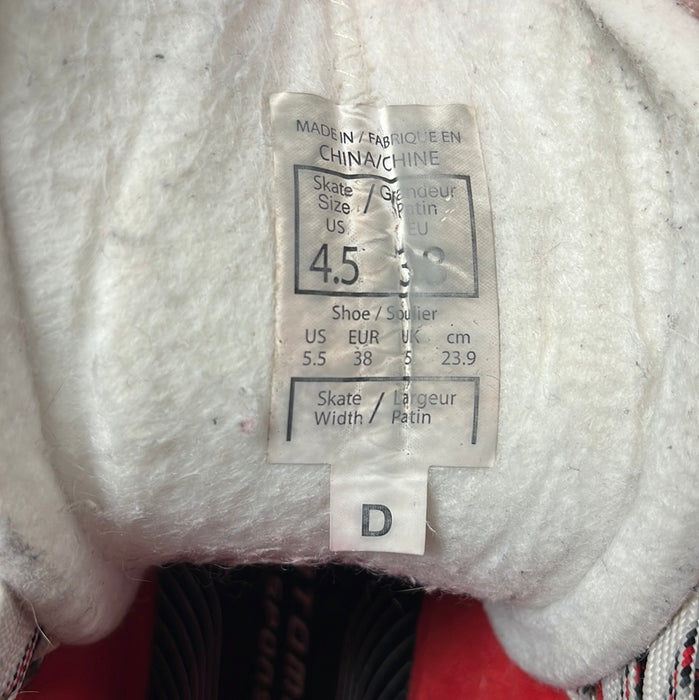 MADE IN / FABRIQUE EN
CHINA/CHINE
Skate / Grandeur
Size Patin
US EU
4.5 38
Shoe / Soulier
US EUR UK cm
5.5 38 5 23.9
Skate / Largeur
Width Patin
D